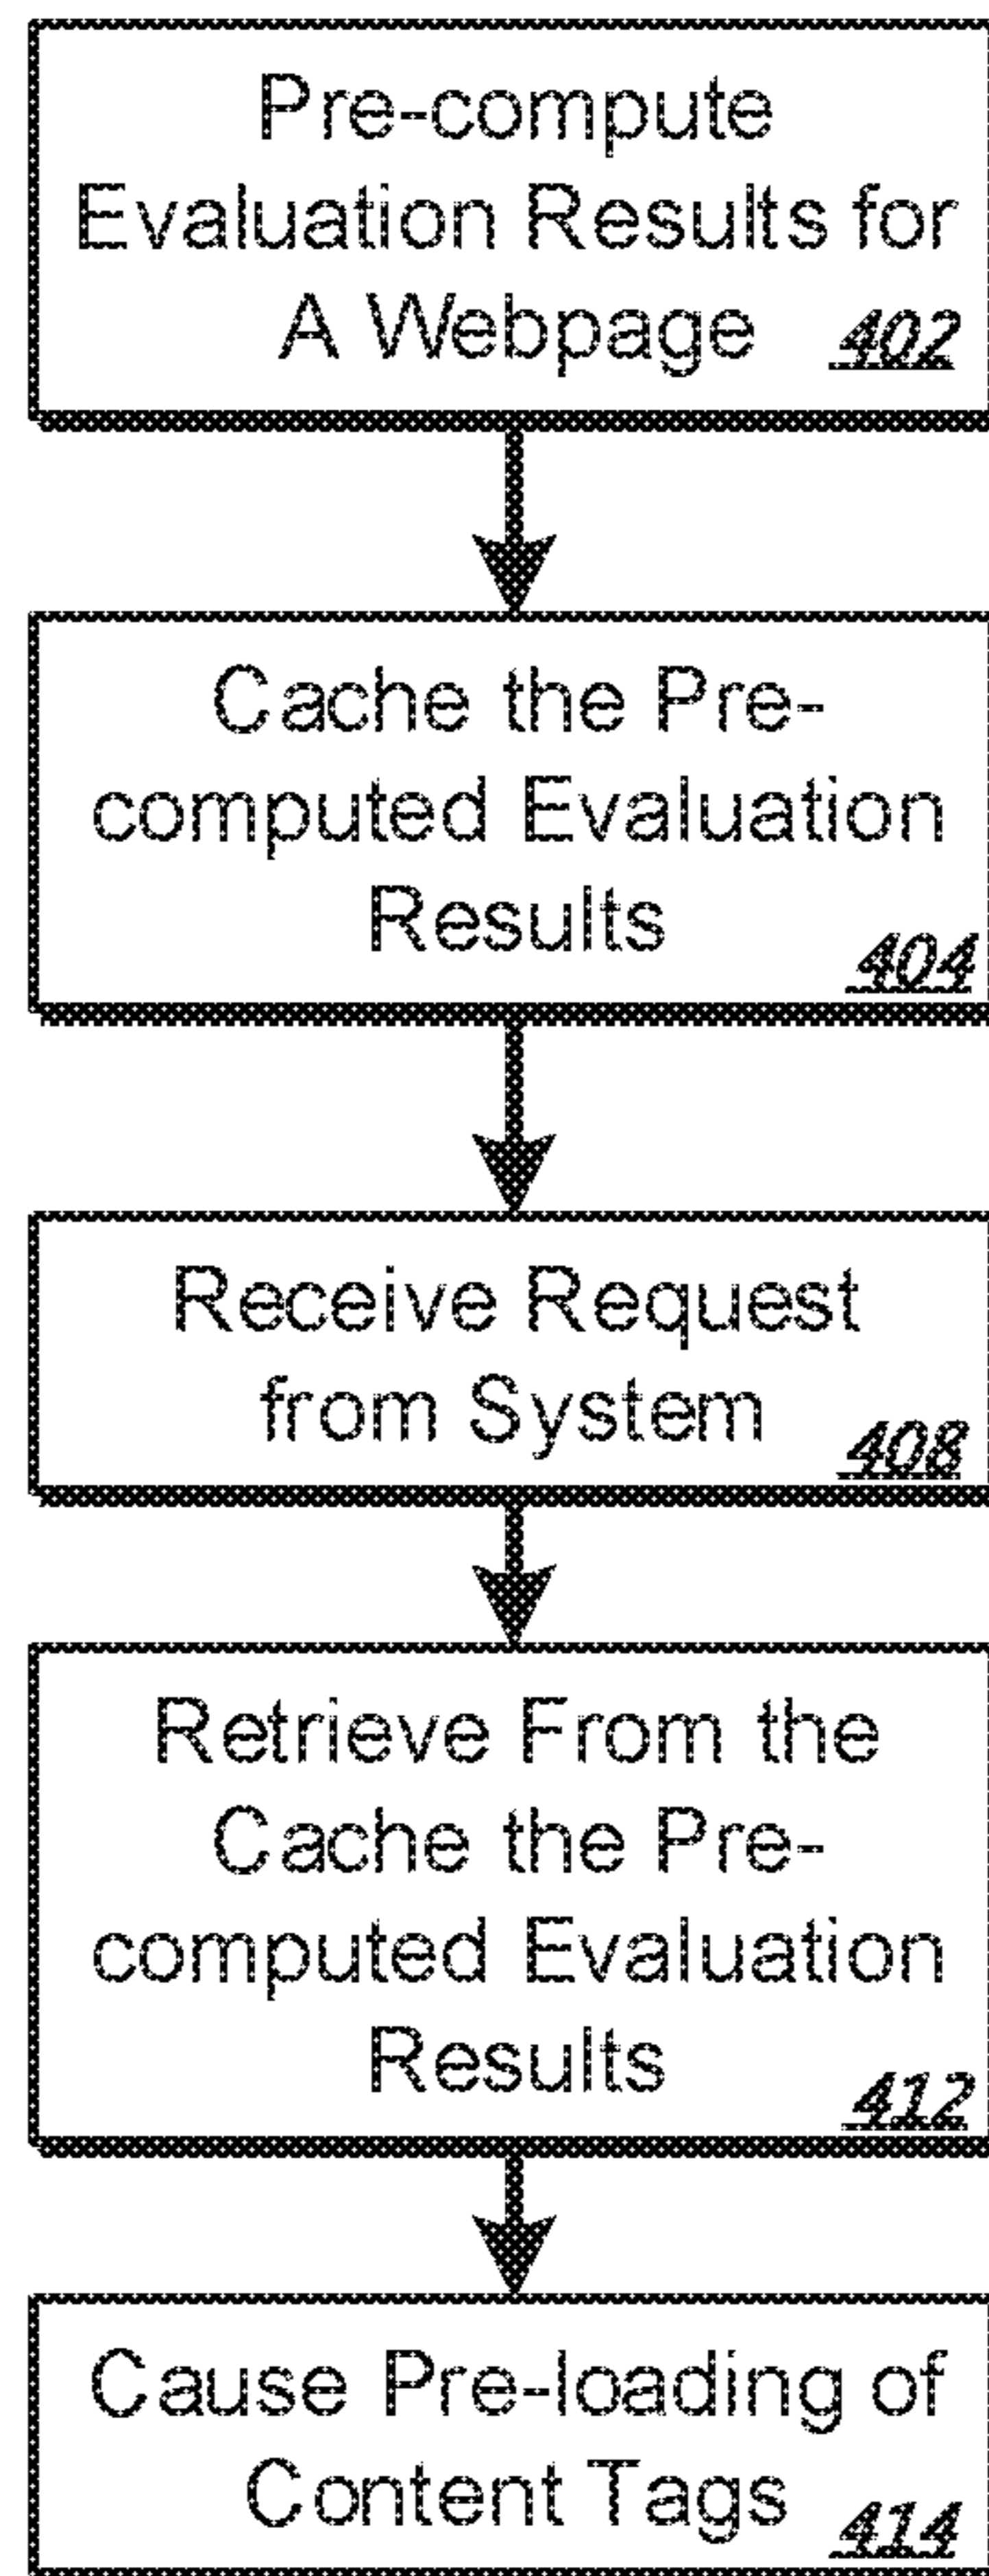 Pre-compute
Evaluation Results for
A Webpage 402
Cache the Pre-
computed Evaluation
Results 404
Receive Request
from System 408
Retrieve From the
Cache the Pre-
computed Evaluation
Results 412
Cause Pre-loading of
Content Tags 414